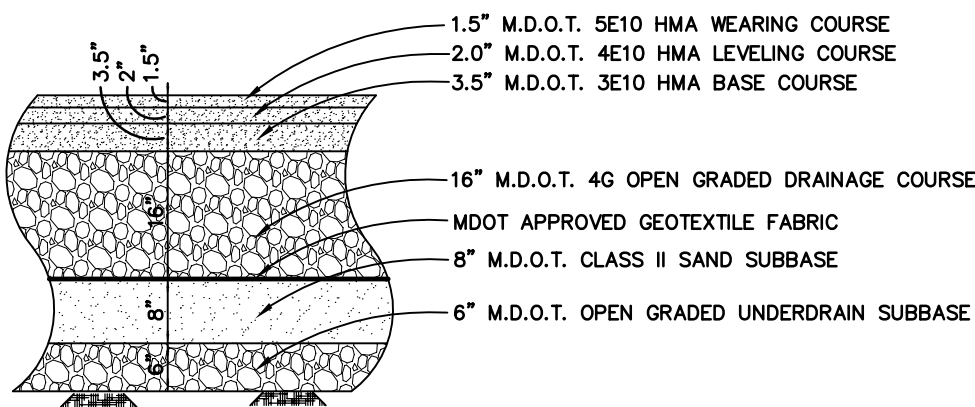 1.5” M.D.O.T. 5E10 HMA WEARING COURSE
2.0” M.D.O.T. 4E10 HMA LEVELING COURSE
3.5” M.D.O.T. 3E10 HMA BASE COURSE
16” M.D.O.T. 4G OPEN GRADED DRAINAGE COURSE
MDOT APPROVED GEOTEXTILE FABRIC
8” M.D.O.T. CLASS II SAND SUBBASE
6” M.D.O.T. OPEN GRADED UNDERDRAIN SUBBASE
3.5”
2”
1.5”
16”
8”
6”